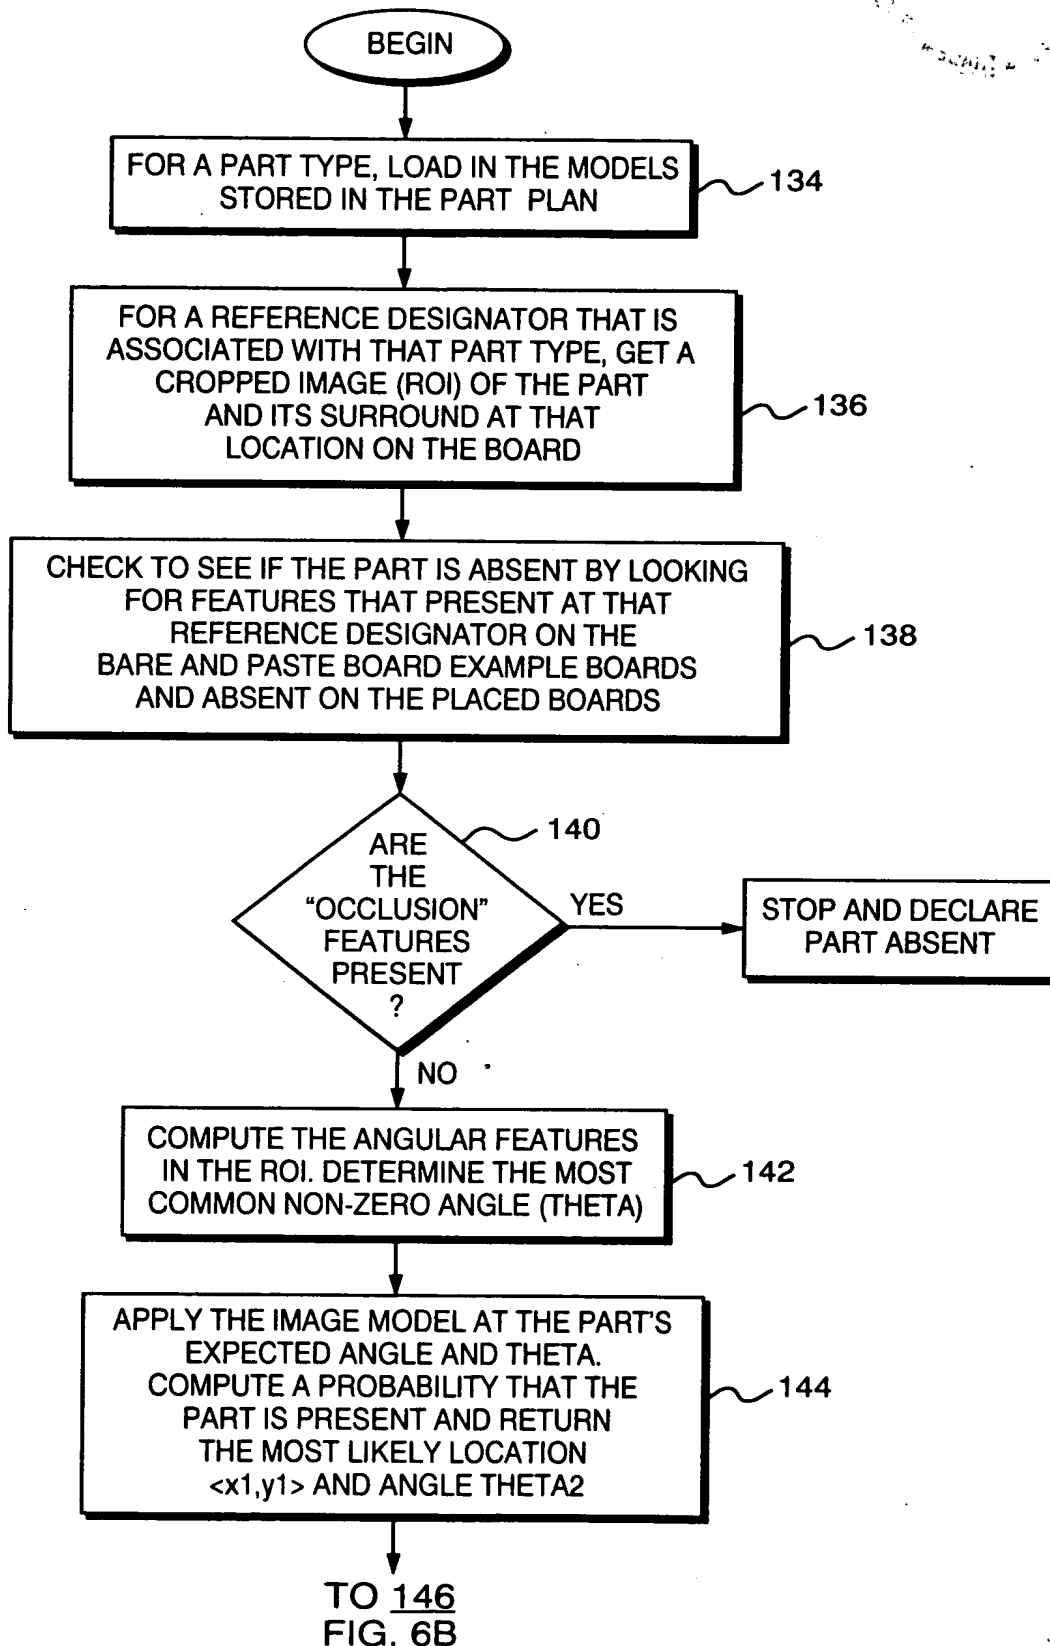 BEGIN
FOR A PART TYPE, LOAD IN THE MODELS
STORED IN THE PART PLAN
134
FOR A REFERENCE DESIGNATOR THAT IS
ASSOCIATED WITH THAT PART TYPE, GET A
CROPPED IMAGE (ROI) OF THE PART
AND ITS SURROUND AT THAT
LOCATION ON THE BOARD
136
CHECK TO SEE IF THE PART IS ABSENT BY LOOKING
FOR FEATURES THAT PRESENT AT THAT
REFERENCE DESIGNATOR ON THE
BARE AND PASTE BOARD EXAMPLE BOARDS
AND ABSENT ON THE PLACED BOARDS
138
ARE
THE
"OCCLUSION"
FEATURES
PRESENT
?
140
YES
STOP AND DECLARE
PART ABSENT
NO
COMPUTE THE ANGULAR FEATURES
IN THE ROI. DETERMINE THE MOST
COMMON NON-ZERO ANGLE (THETA)
142
APPLY THE IMAGE MODEL AT THE PART'S
EXPECTED ANGLE AND THETA.
COMPUTE A PROBABILITY THAT THE
PART IS PRESENT AND RETURN
THE MOST LIKELY LOCATION
<x1,y1> AND ANGLE THETA2
144
TO 146
FIG. 6B